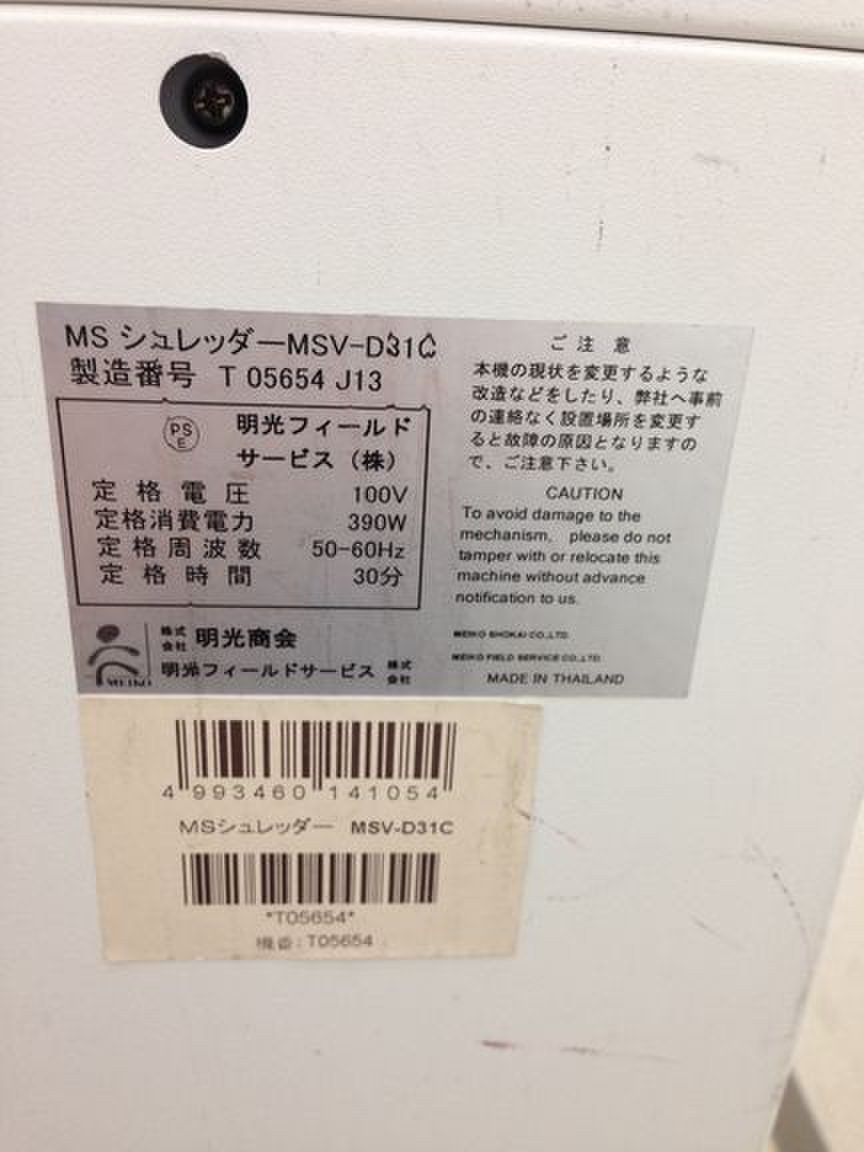 MS シュレッダーMSV-D31C
製造番号 T 05654 J13
PS
E
明光フィールド
サービス（株）
定格電圧 100V
定格消費電力 390W
定格周波数 50-60Hz
定格時間 30分
MEIKO
株式
会社 明光商会
明光フィールドサービス 株式
会社
ご注意
本機の現状を変更するような
改造などをしたり、弊社へ事前
の連絡なく設置場所を変更す
ると故障の原因となりますの
で、ご注意下さい。
CAUTION
To avoid damage to the
mechanism, please do not
tamper with or relocate this
machine without advance
notification to us.
MEIKO SHOKAI CO.,LTD.
MEIKO FIELD SERVICE CO.,LTD.
MADE IN THAILAND
4 993460 141054
MSシュレッダー MSV-D31C
*T05654*
機番：T05654